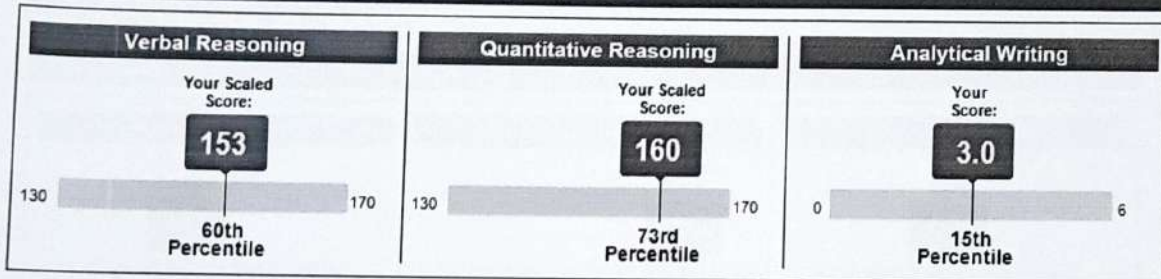 Verbal Reasoning
Your Scaled
Score:
153
130
170
60th
Percentile
Quantitative Reasoning
Your Scaled
Score:
160
130
170
73rd
Percentile
Analytical Writing
Your
Score:
3.0
0
6
15th
Percentile